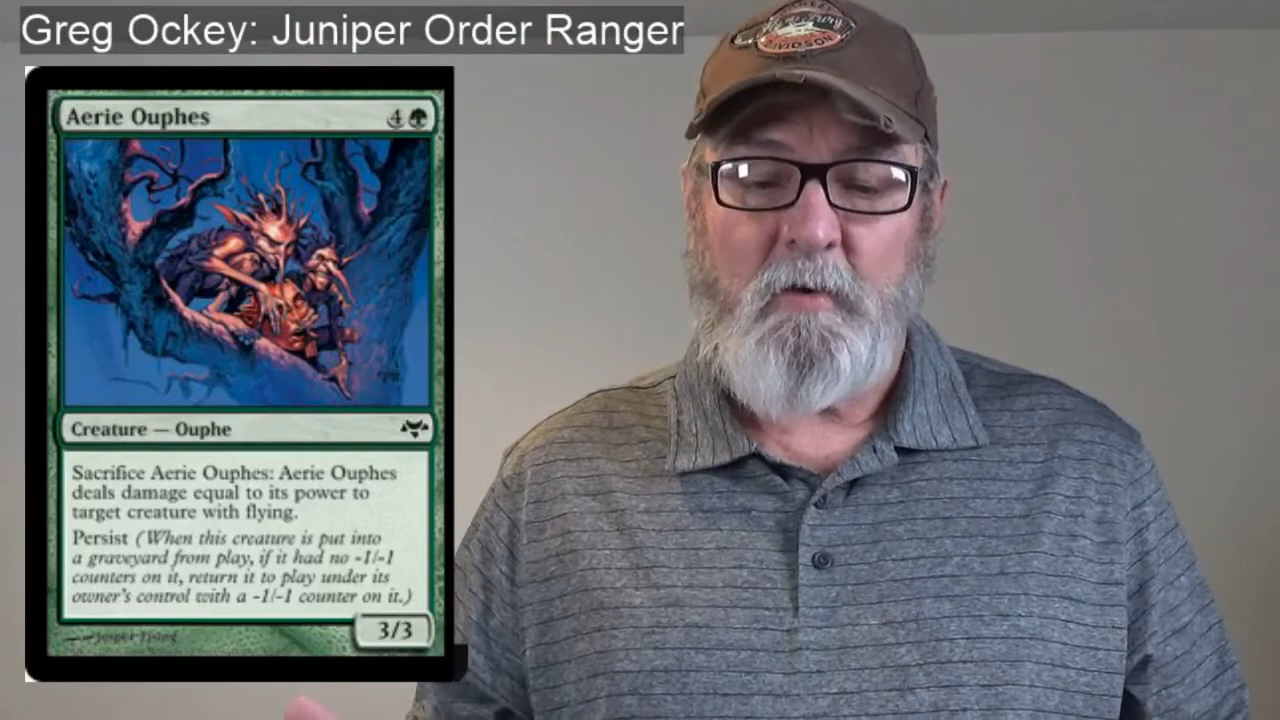 Greg Ockey: Juniper Order Ranger
Aerie Ouphes 4
Creature — Ouphe
Sacrifice Aerie Ouphes: Aerie Ouphes
deals damage equal to its power to
target creature with flying.
Persist (When this creature is put into
a graveyard from play, if it had no -1/-1
counters on it, return it to play under its
owner's control with a -1/-1 counter on it.)
3/3